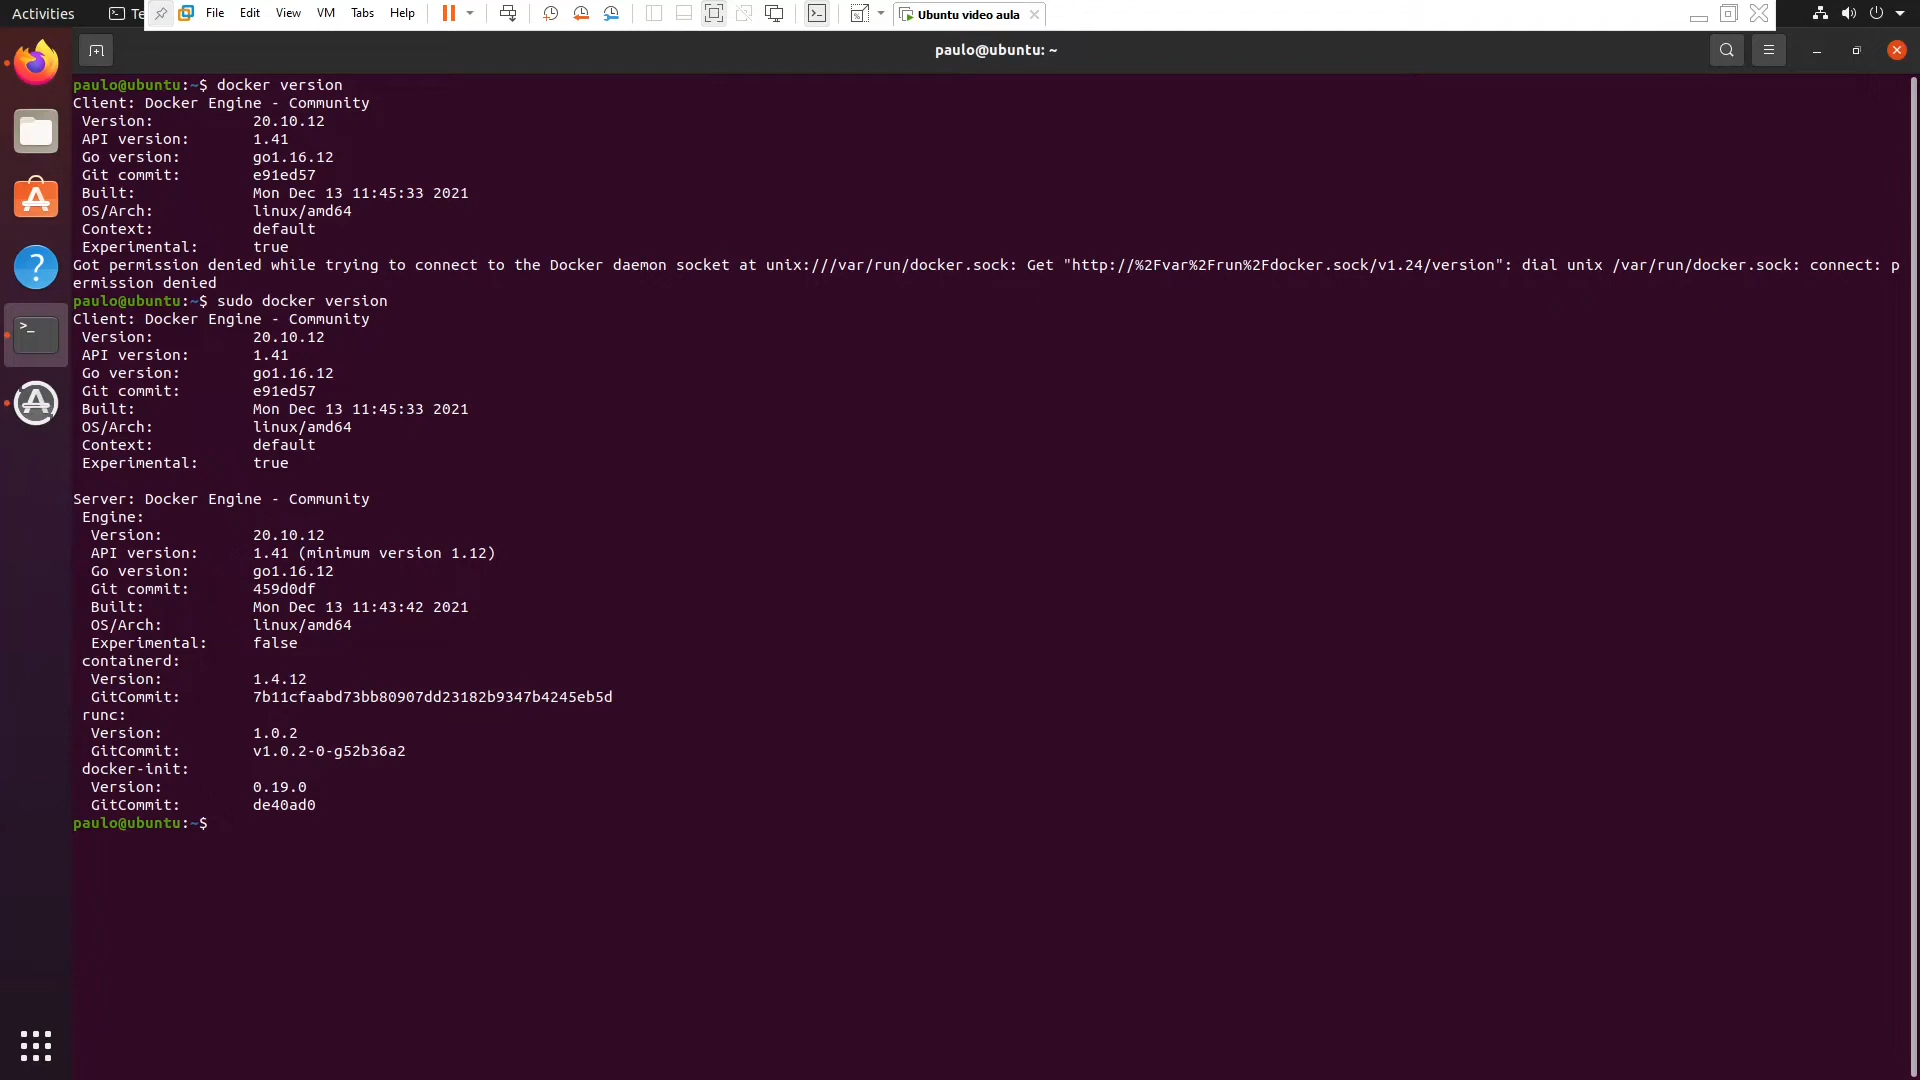 Activities
Te
File Edit View VM Tabs Help
Ubuntu video aula
paulo@ubuntu: ~
paulo@ubuntu:~$ docker version
Client: Docker Engine - Community
Version: 20.10.12
API version: 1.41
Go version: go1.16.12
Git commit: e91ed57
Built: Mon Dec 13 11:45:33 2021
OS/Arch: linux/amd64
Context: default
Experimental: true
Got permission denied while trying to connect to the Docker daemon socket at unix:///var/run/docker.sock: Get "http://%2Fvar%2Frun%2Fdocker.sock/v1.24/version": dial unix /var/run/docker.sock: connect: p
ermission denied
paulo@ubuntu:~$ sudo docker version
Client: Docker Engine - Community
Version: 20.10.12
API version: 1.41
Go version: go1.16.12
Git commit: e91ed57
Built: Mon Dec 13 11:45:33 2021
OS/Arch: linux/amd64
Context: default
Experimental: true
Server: Docker Engine - Community
Engine:
Version: 20.10.12
API version: 1.41 (minimum version 1.12)
Go version: go1.16.12
Git commit: 459d0df
Built: Mon Dec 13 11:43:42 2021
OS/Arch: linux/amd64
Experimental: false
containerd:
Version: 1.4.12
GitCommit: 7b11cfaabd73bb80907dd23182b9347b4245eb5d
runc:
Version: 1.0.2
GitCommit: v1.0.2-0-g52b36a2
docker-init:
Version: 0.19.0
GitCommit: de40ad0
paulo@ubuntu:~$